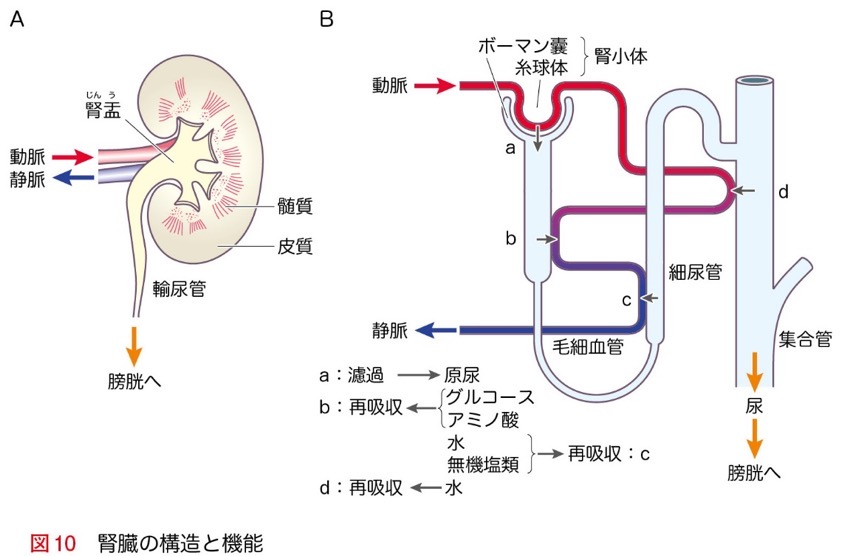 A
じんう
腎盂
動脈
静脈
髄質
皮質
輸尿管
膀胱へ
B
ボーマン嚢
糸球体
腎小体
動脈
a
d
b
細尿管
c
静脈
毛細血管
集合管
a：濾過 → 原尿
b：再吸収 ← グルコース
アミノ酸
水
無機塩類 → 再吸収：c
d：再吸収 ← 水
尿
膀胱へ
図10 腎臓の構造と機能